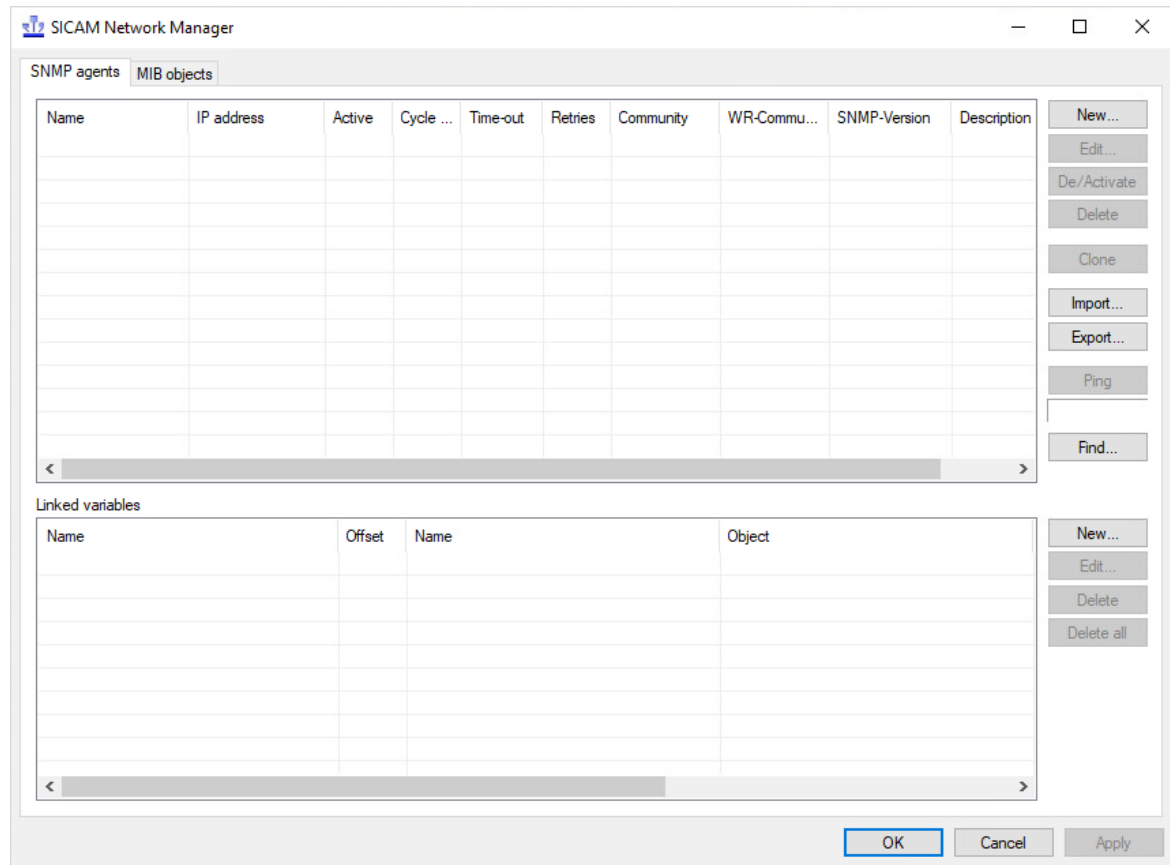 SICAM Network Manager
SNMP agents MIB objects
Name IP address Active Cycle ... Time-out Retries Community WR-Commu... SNMP-Version Description
New...
Edit...
De/Activate
Delete
Clone
Import...
Export...
Ping
Find...
Linked variables
Name Offset Name Object
New...
Edit...
Delete
Delete all
OK Cancel Apply